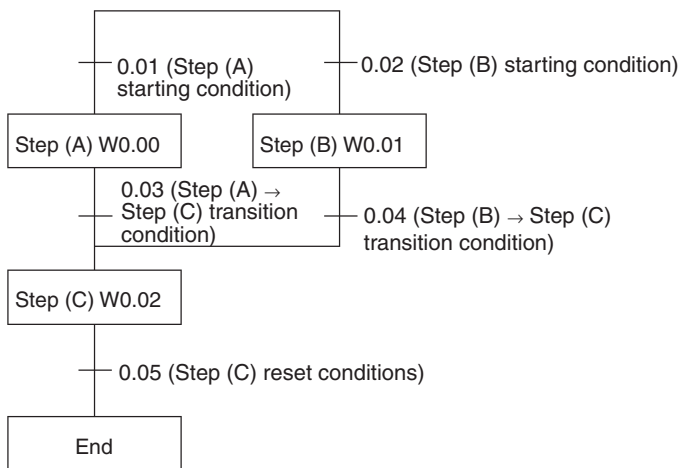 0.01 (Step (A)
starting condition)
0.02 (Step (B) starting condition)
Step (A) W0.00
Step (B) W0.01
0.03 (Step (A) →
Step (C) transition
condition)
0.04 (Step (B) → Step (C)
transition condition)
Step (C) W0.02
0.05 (Step (C) reset conditions)
End